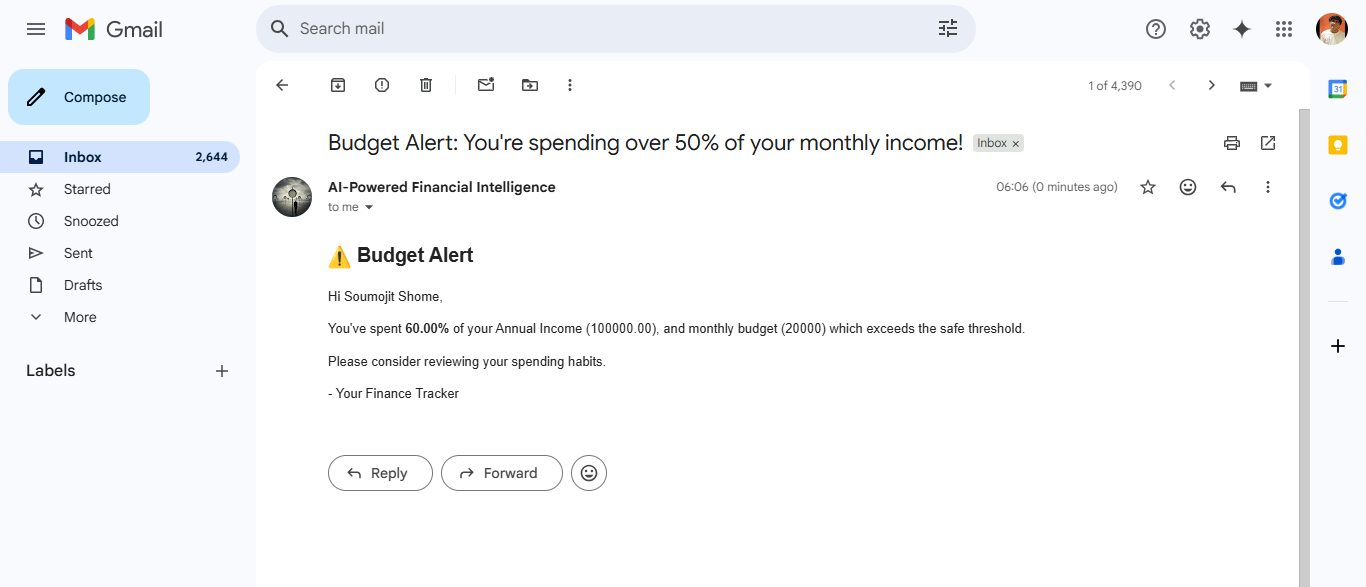 Gmail
Search mail
Compose
1 of 4,390
Inbox 2,644
Starred
Snoozed
Sent
Drafts
More
Labels
Budget Alert: You're spending over 50% of your monthly income! Inbox ×
AI-Powered Financial Intelligence 06:06 (0 minutes ago)
to me
⚠️ Budget Alert
Hi Soumojit Shome,
You've spent 60.00% of your Annual Income (100000.00), and monthly budget (20000) which exceeds the safe threshold.
Please consider reviewing your spending habits.
- Your Finance Tracker
Reply Forward
31